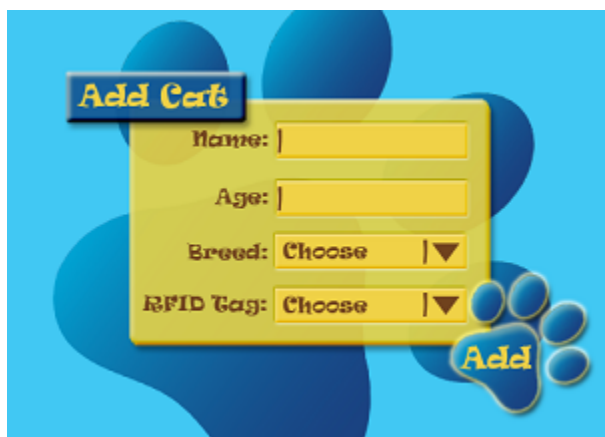 Add Cat
Name:
Age:
Breed: Choose
RFID Tag: Choose
Add